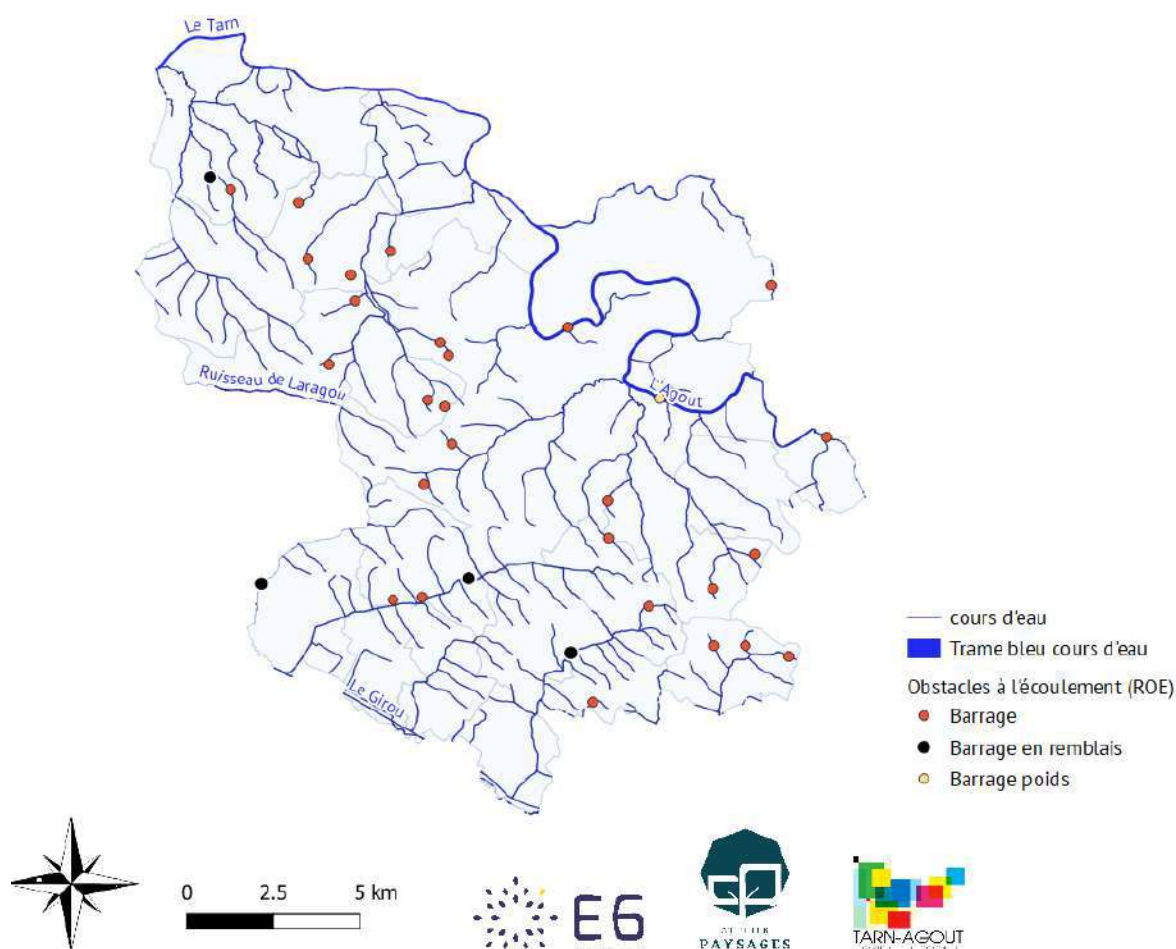 Le Tarn
Ruisseau de Laragou
L'Agout
Le Girou
cours d'eau
Trame bleu cours d'eau
Obstacles à l'écoulement (ROE)
Barrage
Barrage en remblais
Barrage poids
0 2.5 5 km
E6
ATELIER
PAYSAGES
TARN-AGOUT